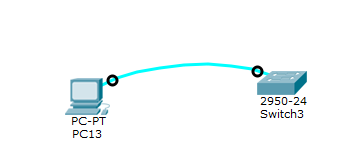 PC-PT
PC13
2950-24
Switch3